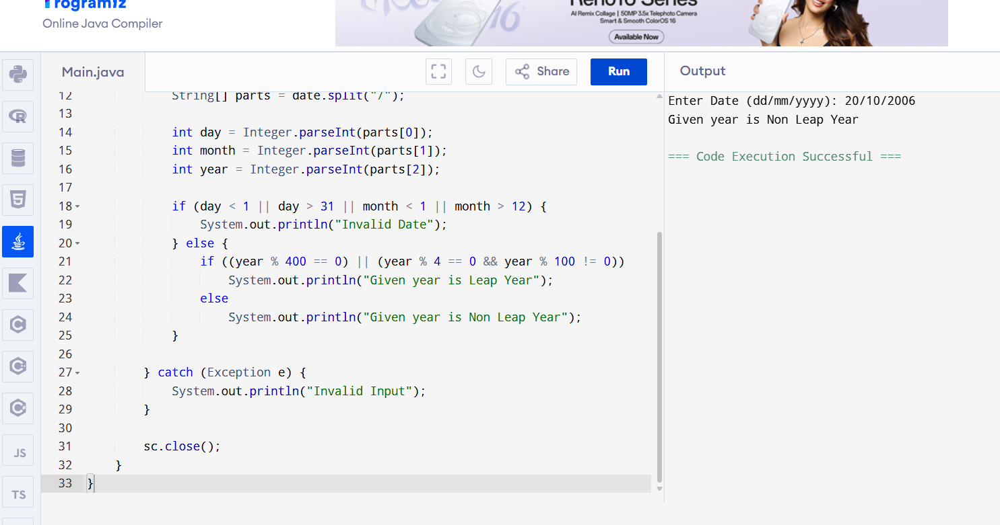 Programiz
Online Java Compiler
Reno16 Series
AI Remix Collage | 50MP 3.5x Telephoto Camera
Smart & Smooth ColorOS 16
Available Now
16
Main.java
Share
Run
Output
12 String[] parts = date.split("/");
13
14 int day = Integer.parseInt(parts[0]);
15 int month = Integer.parseInt(parts[1]);
16 int year = Integer.parseInt(parts[2]);
17
18 if (day < 1 || day > 31 || month < 1 || month > 12) {
19 System.out.println("Invalid Date");
20 } else {
21 if ((year % 400 == 0) || (year % 4 == 0 && year % 100 != 0))
22 System.out.println("Given year is Leap Year");
23 else
24 System.out.println("Given year is Non Leap Year");
25 }
26
27 } catch (Exception e) {
28 System.out.println("Invalid Input");
29 }
30
31 sc.close();
32 }
33 }
Enter Date (dd/mm/yyyy): 20/10/2006
Given year is Non Leap Year
=== Code Execution Successful ===
R
5
C
C++
C#
JS
TS